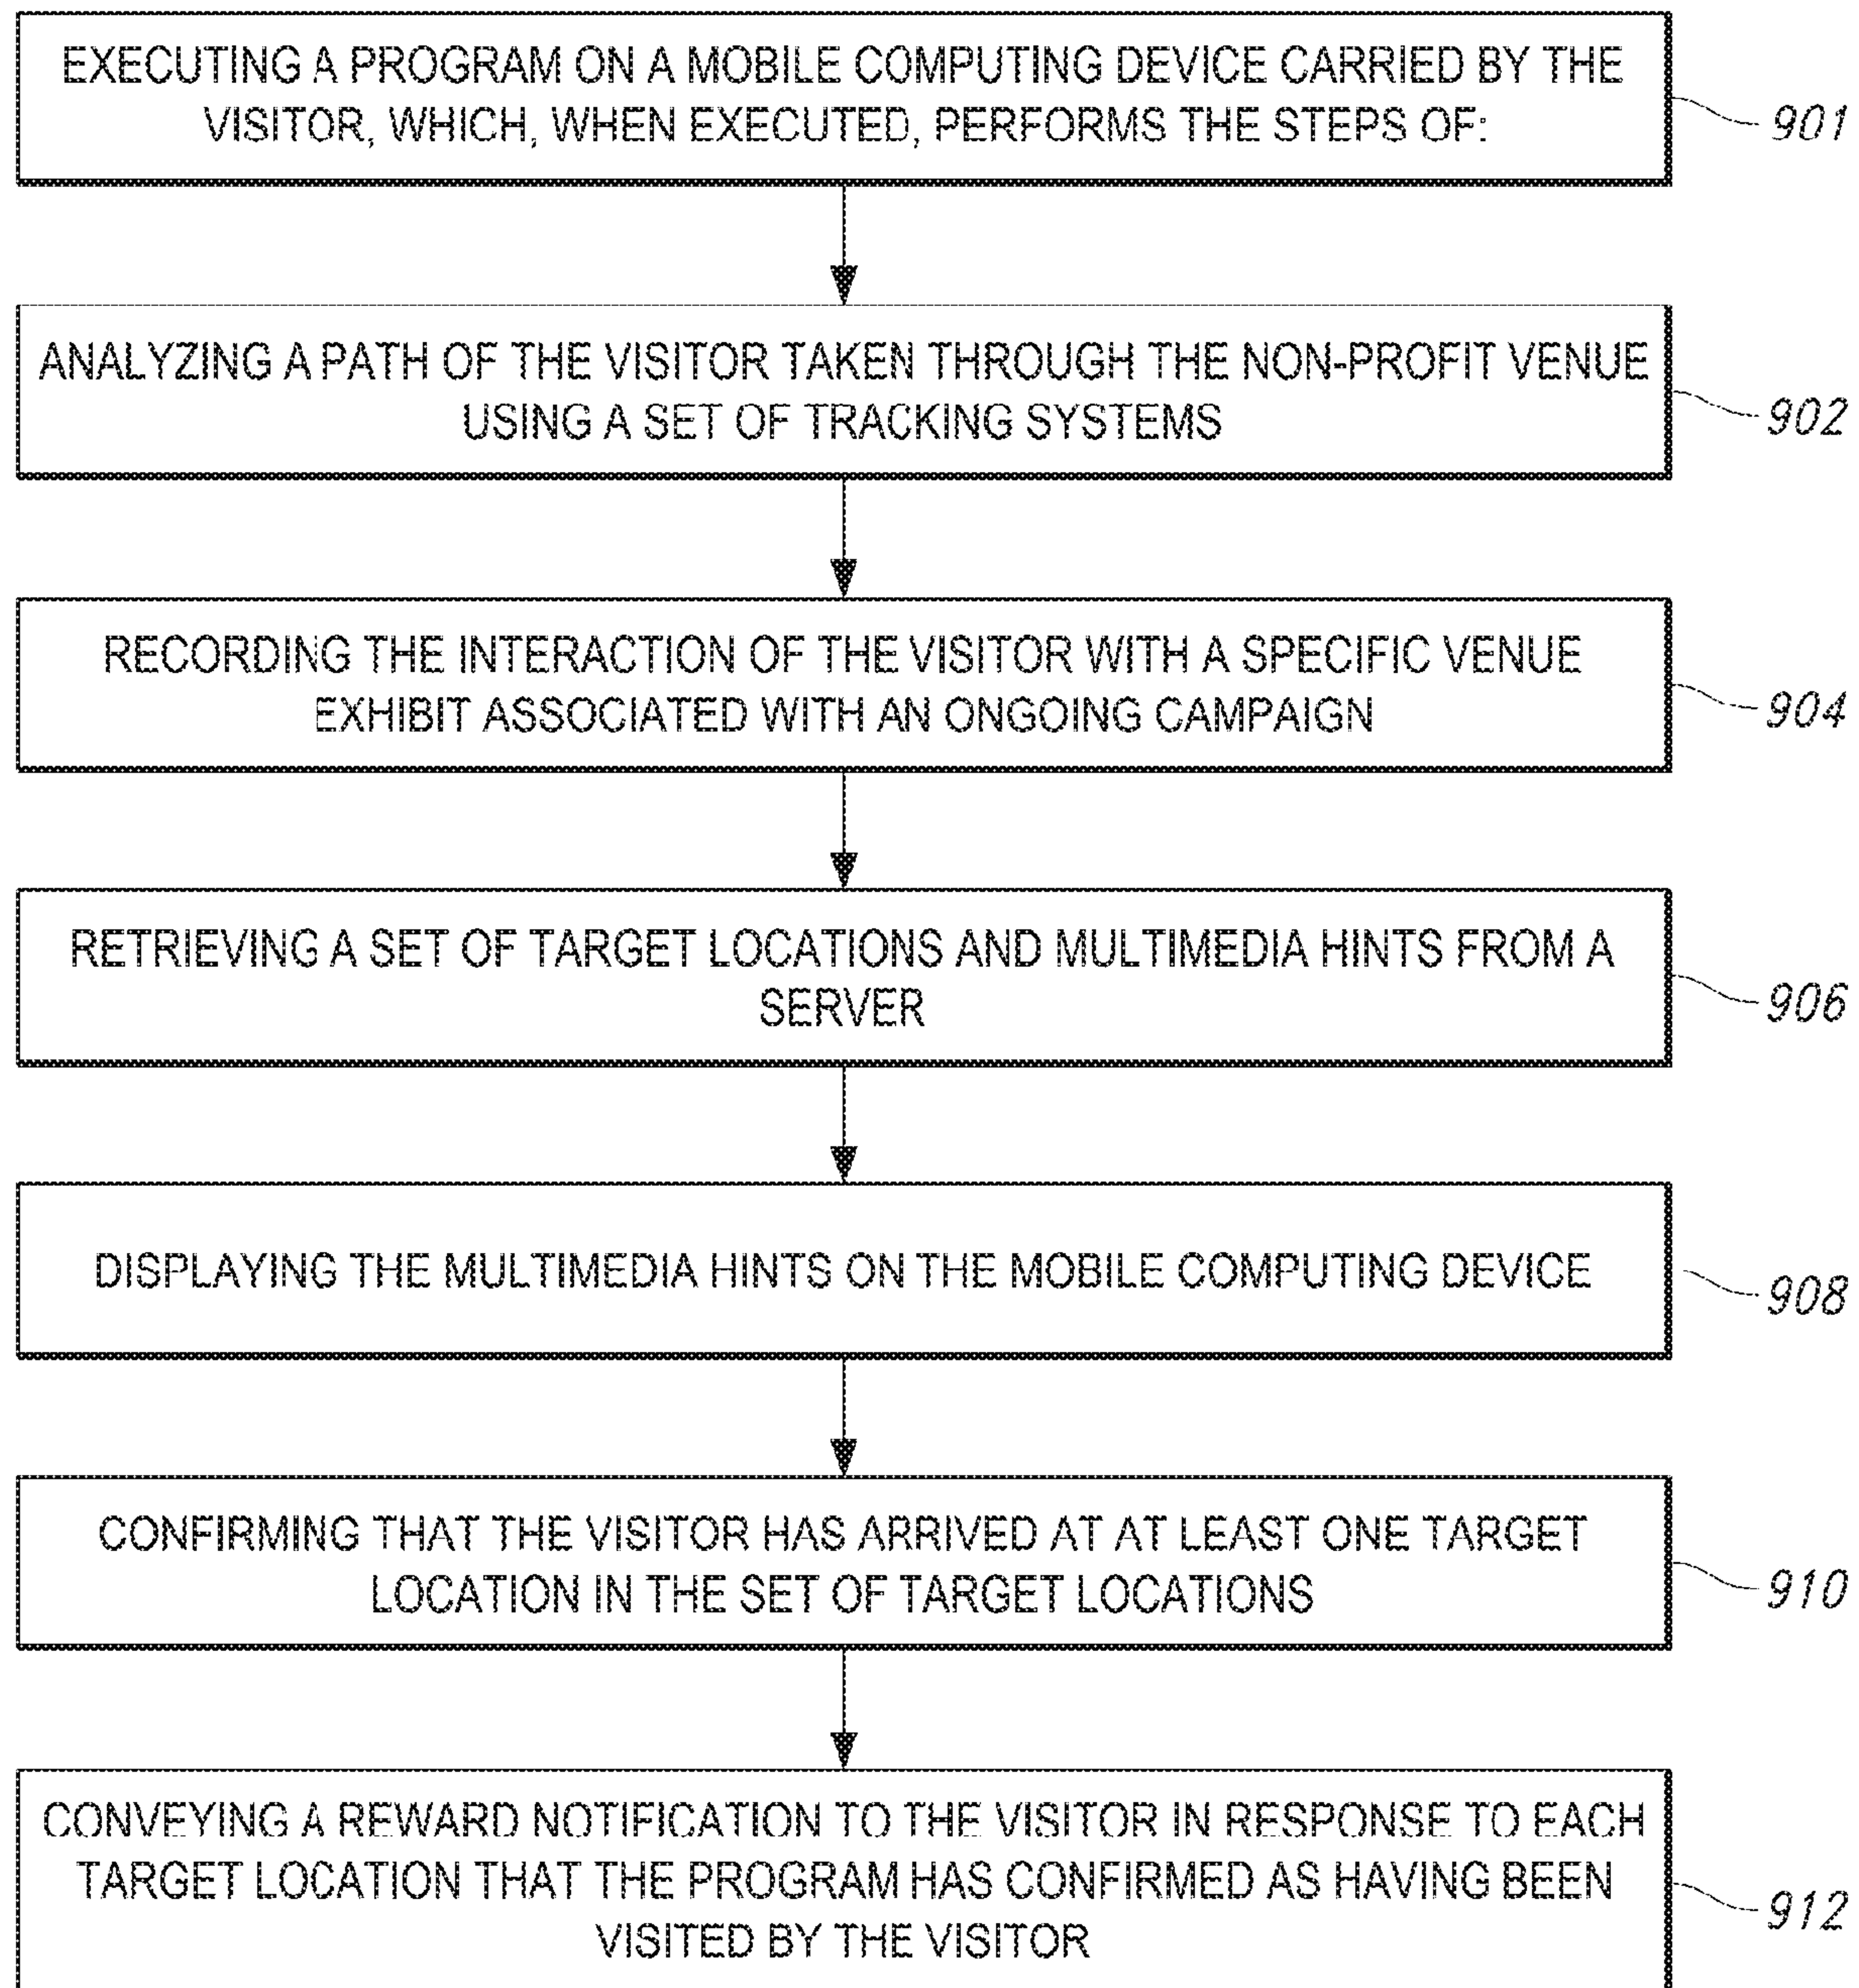 EXECUTING A PROGRAM ON A MOBILE COMPUTING DEVICE CARRIED BY THE
VISITOR, WHICH, WHEN EXECUTED, PERFORMS THE STEPS OF:
901
ANALYZING A PATH OF THE VISITOR TAKEN THROUGH THE NON-PROFIT VENUE
USING A SET OF TRACKING SYSTEMS
902
RECORDING THE INTERACTION OF THE VISITOR WITH A SPECIFIC VENUE
EXHIBIT ASSOCIATED WITH AN ONGOING CAMPAIGN
904
RETRIEVING A SET OF TARGET LOCATIONS AND MULTIMEDIA HINTS FROM A
SERVER
906
DISPLAYING THE MULTIMEDIA HINTS ON THE MOBILE COMPUTING DEVICE
908
CONFIRMING THAT THE VISITOR HAS ARRIVED AT AT LEAST ONE TARGET
LOCATION IN THE SET OF TARGET LOCATIONS
910
CONVEYING A REWARD NOTIFICATION TO THE VISITOR IN RESPONSE TO EACH
TARGET LOCATION THAT THE PROGRAM HAS CONFIRMED AS HAVING BEEN
VISITED BY THE VISITOR
912